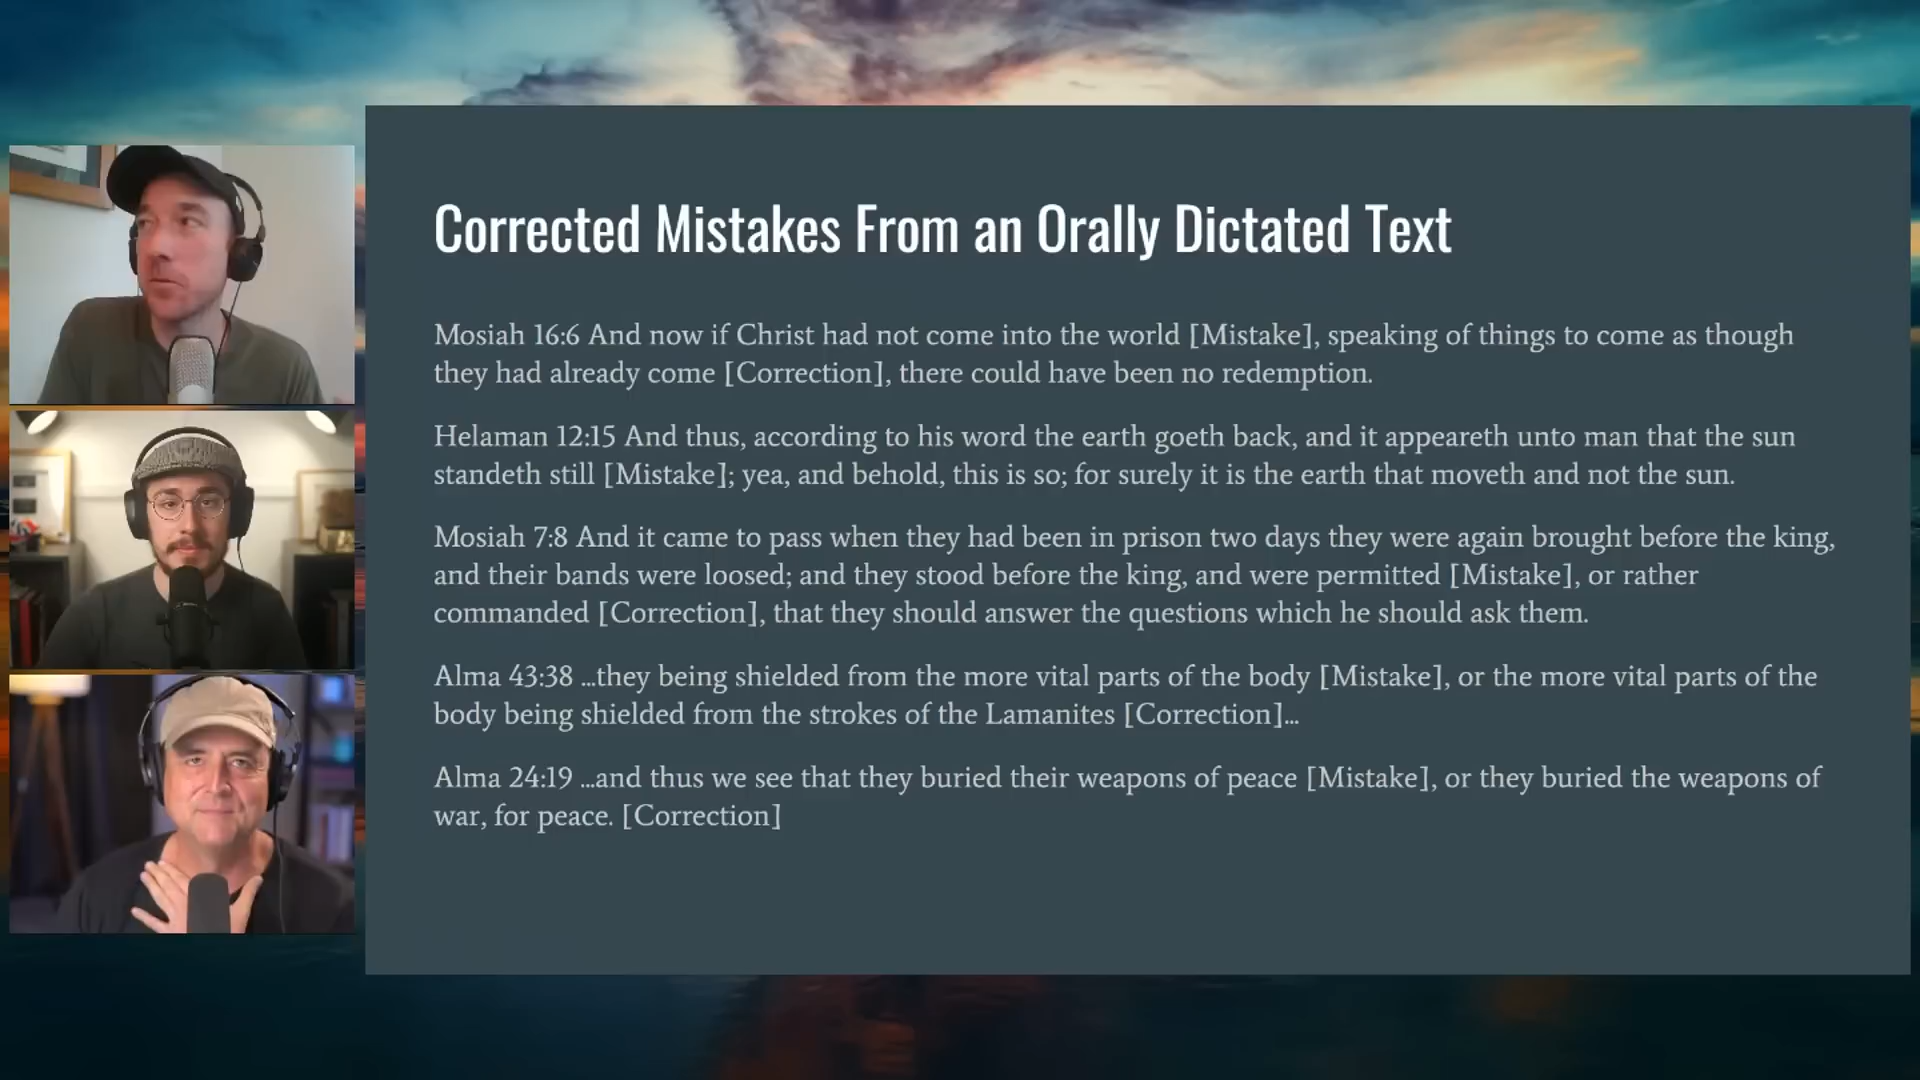 Corrected Mistakes From an Orally Dictated Text
Mosiah 16:6 And now if Christ had not come into the world [Mistake], speaking of things to come as though
they had already come [Correction], there could have been no redemption.
Helaman 12:15 And thus, according to his word the earth goeth back, and it appeareth unto man that the sun
standeth still [Mistake]; yea, and behold, this is so; for surely it is the earth that moveth and not the sun.
Mosiah 7:8 And it came to pass when they had been in prison two days they were again brought before the king,
and their bands were loosed; and they stood before the king, and were permitted [Mistake], or rather
commanded [Correction], that they should answer the questions which he should ask them.
Alma 43:38 ...they being shielded from the more vital parts of the body [Mistake], or the more vital parts of the
body being shielded from the strokes of the Lamanites [Correction]...
Alma 24:19 ...and thus we see that they buried their weapons of peace [Mistake], or they buried the weapons of
war, for peace. [Correction]